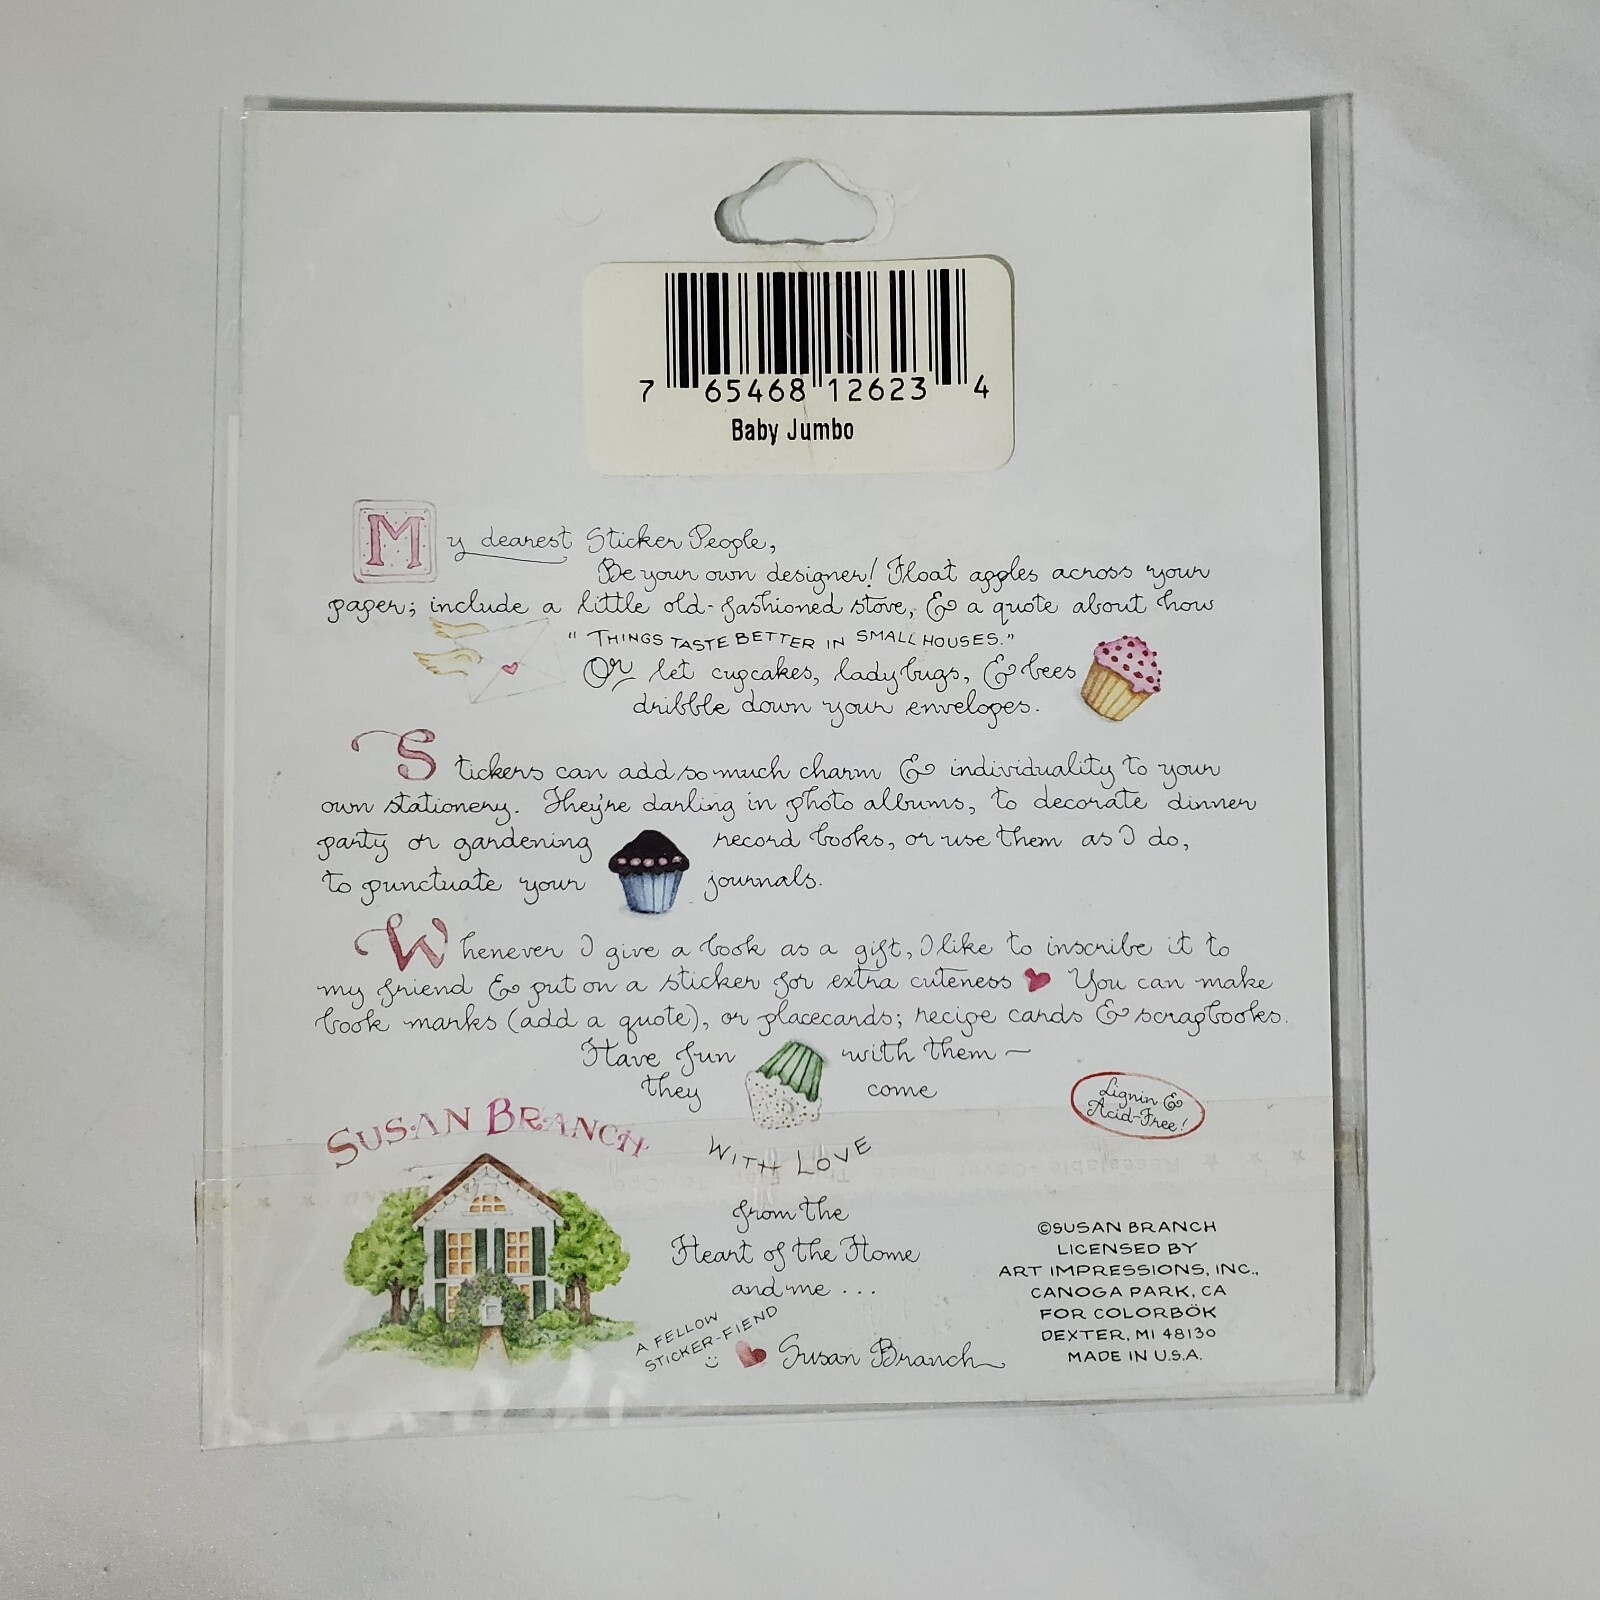 7 65468 12623 4
Baby Jumbo
My dearest Sticker People,
Be your own designer! Float apples across your
paper; include a little old-fashioned stove, & a quote about how
"THINGS TASTE BETTER IN SMALL HOUSES."
Or let cupcakes, ladybugs, & bees
dribble down your envelopes.
Stickers can add so much charm & individuality to your
own stationery. They're darling in photo albums, to decorate dinner
party or gardening record books, or use them as I do,
to punctuate your journals.
Whenever I give a book as a gift, I like to inscribe it to
my friend & put on a sticker for extra cuteness You can make
book marks (add a quote), or placecards; recipe cards & scrapbooks.
Have fun with them —
they come
Lignin &
Acid-Free!
SUSAN BRANCH
WITH LOVE
from the
Heart of the Home
and me ...
A FELLOW
STICKER-FIEND
Susan Branch
©SUSAN BRANCH
LICENSED BY
ART IMPRESSIONS, INC.,
CANOGA PARK, CA
FOR COLORBÖK
DEXTER, MI 48130
MADE IN U.S.A.